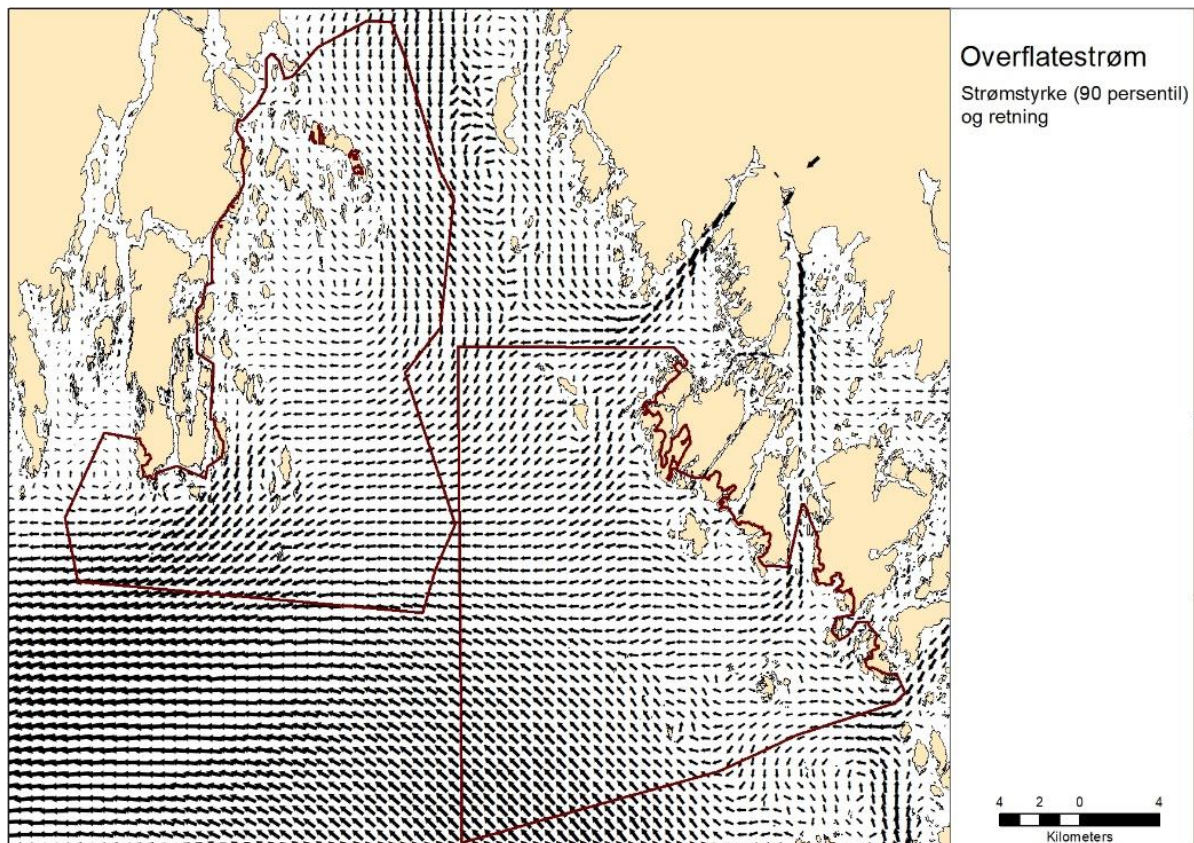 Overflatestrøm
Strømstyrke (90 persentil)
og retning
4 2 0 4
Kilometers